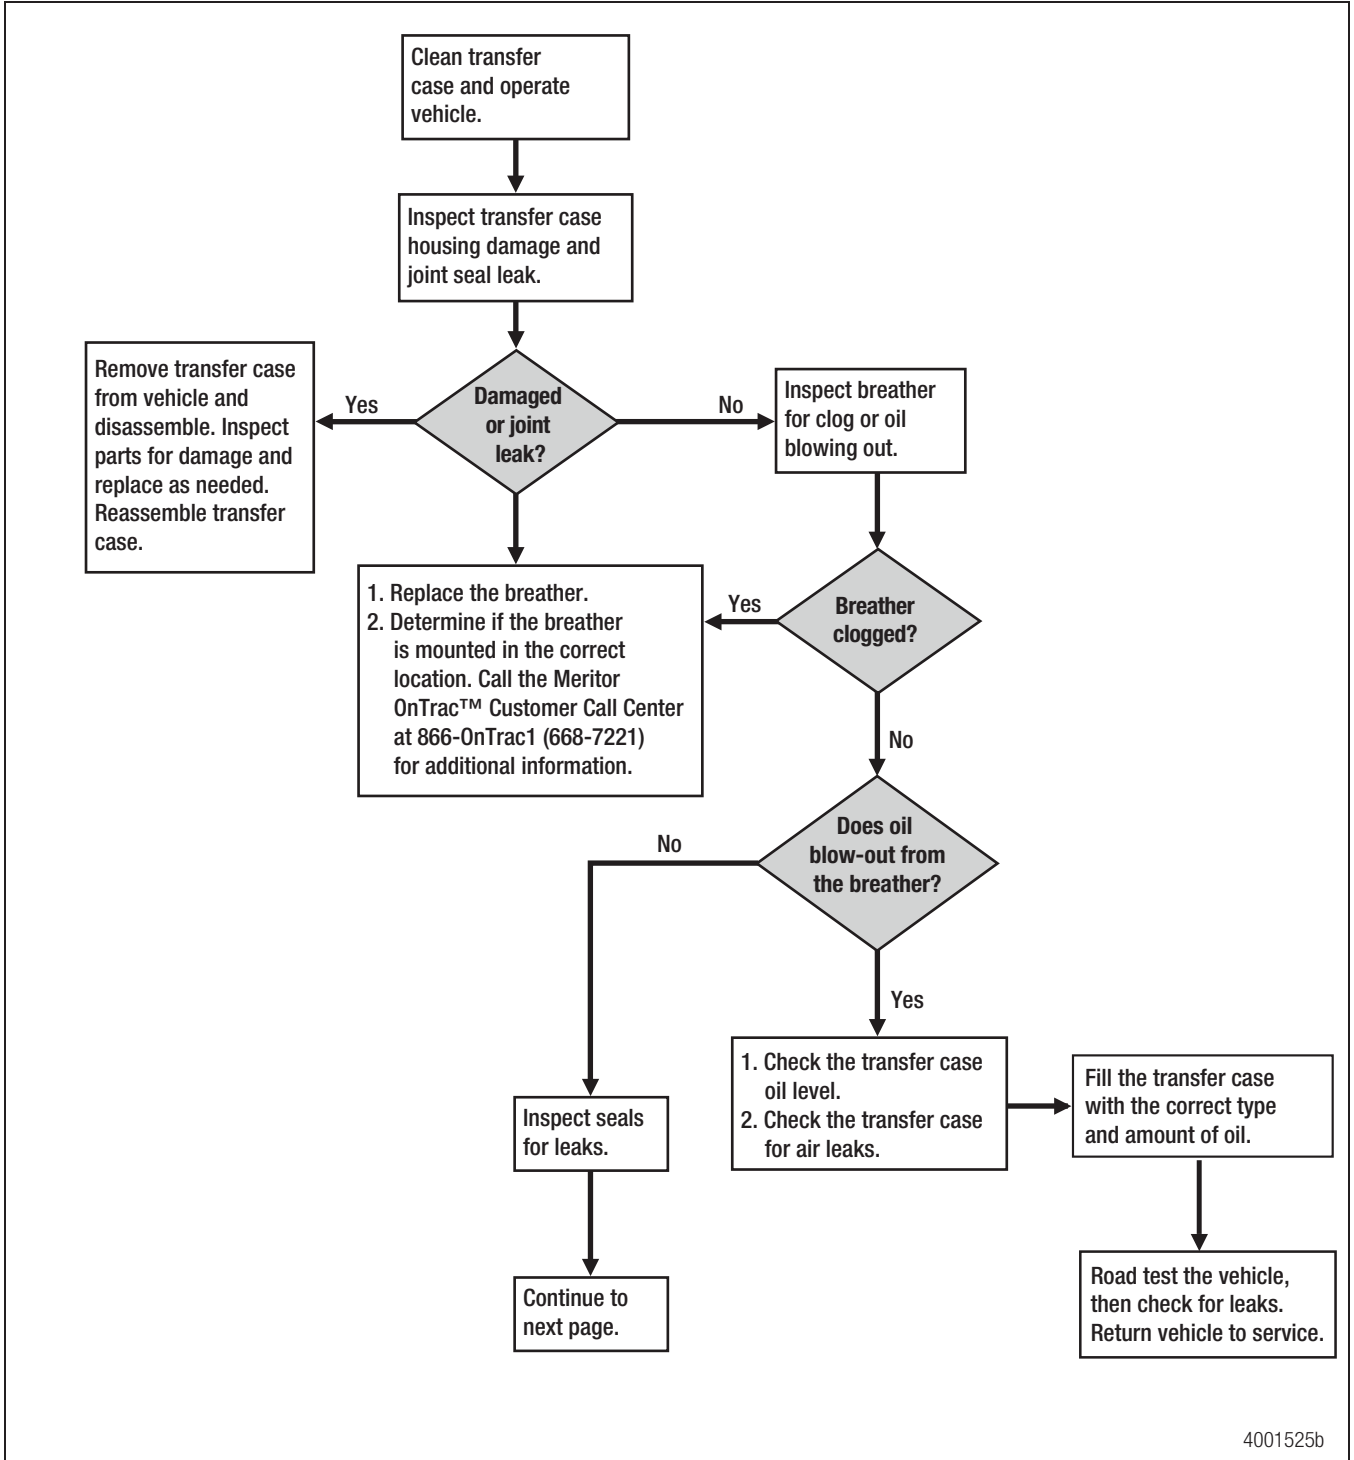 Clean transfer
case and operate
vehicle.
Inspect transfer case
housing damage and
joint seal leak.
Remove transfer case
from vehicle and
disassemble. Inspect
parts for damage and
replace as needed.
Reassemble transfer
case.
Yes
Damaged
or joint
leak?
No
Inspect breather
for clog or oil
blowing out.
1. Replace the breather.
2. Determine if the breather
is mounted in the correct
location. Call the Meritor
OnTrac™ Customer Call Center
at 866-OnTrac1 (668-7221)
for additional information.
Yes
Breather
clogged?
No
Does oil
blow-out from
the breather?
No
Yes
Inspect seals
for leaks.
1. Check the transfer case
oil level.
2. Check the transfer case
for air leaks.
Fill the transfer case
with the correct type
and amount of oil.
Continue to
next page.
Road test the vehicle,
then check for leaks.
Return vehicle to service.
4001525b